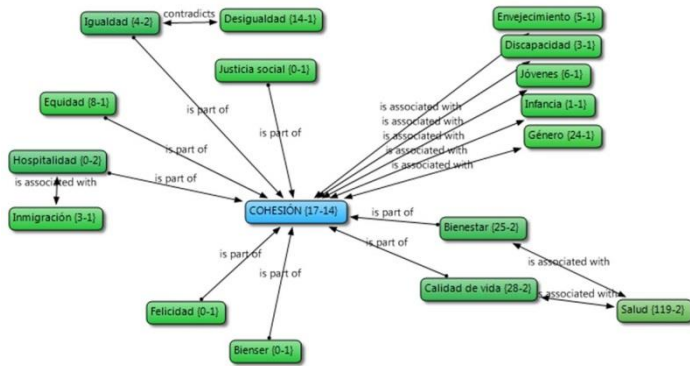 Igualdad {4-2}
contradicts
Desigualdad {14-1}
Envejecimiento {5-1}
Discapacidad {3-1}
Justicia social {0-1}
Jóvenes {6-1}
Equidad {8-1}
is part of
is part of
is associated with
Infancia {1-1}
is associated with
is associated with
Género {24-1}
is part of
is associated with
Hospitalidad {0-2}
is associated with
is associated with
is part of
Inmigración {3-1}
COHESIÓN {17-14}
is part of
Bienestar {25-2}
is part of
is part of
is part of
is associated with
Calidad de vida {28-2}
is associated with
Felicidad {0-1}
Salud {119-2}
Bienser {0-1}